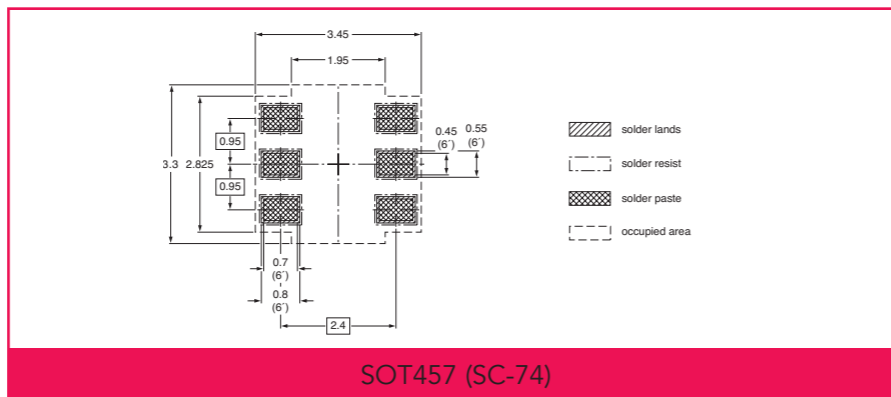 3.45
1.95
0.95
3.3 2.825
0.95
0.45
(6´)
0.55
(6´)
0.7
(6´)
0.8
(6´)
2.4
solder lands
solder resist
solder paste
occupied area
SOT457 (SC-74)